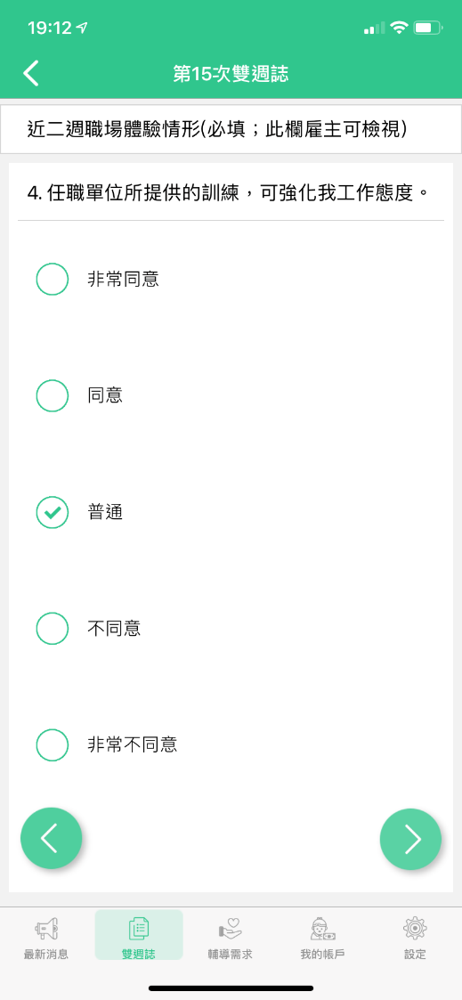 19:12
第15次雙週誌
近二週職場體驗情形(必填；此欄雇主可檢視)
4. 任職單位所提供的訓練，可強化我工作態度。
非常同意
同意
普通
不同意
非常不同意
最新消息
雙週誌
輔導需求
我的帳戶
設定